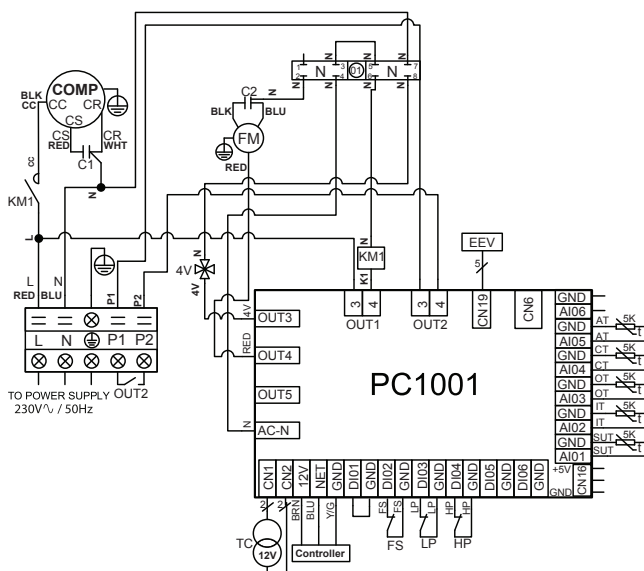 COMP
BLK
CC
CC
CR
CS
CS
RED
CR
WHT
C1
CC
KM1
N
L
L
RED
N
BLU
P1
P2
L
N
P1
P2
TO POWER SUPPLY
230V∿ / 50Hz
OUT2
C2
N
BLK
BLU
FM
RED
N
N
N
N
1
2
N
3
4
01
5
6
N
7
8
N
N
N
N
4V
N
4V
N
KM1
K1
EEV
5
3
4
OUT1
3
4
OUT2
CN19
CN6
4V
OUT3
RED
OUT4
OUT5
N
AC-N
PC1001
GND
AI06
GND
AI05
GND
AI04
GND
AI03
GND
AI02
GND
AI01
AT
5K
t
AT
CT
5K
t
CT
OT
5K
t
OT
IT
5K
t
IT
SUT
5K
t
SUT
+5V
GND
CN16
CN1
CN2
12V
NET
GND
DI01
GND
DI02
GND
DI03
GND
DI04
GND
DI05
GND
DI06
GND
2
2
BRN
BLU
Y/G
FS
FS
LP
LP
HP
HP
TC
12V
Controller
FS
LP
HP